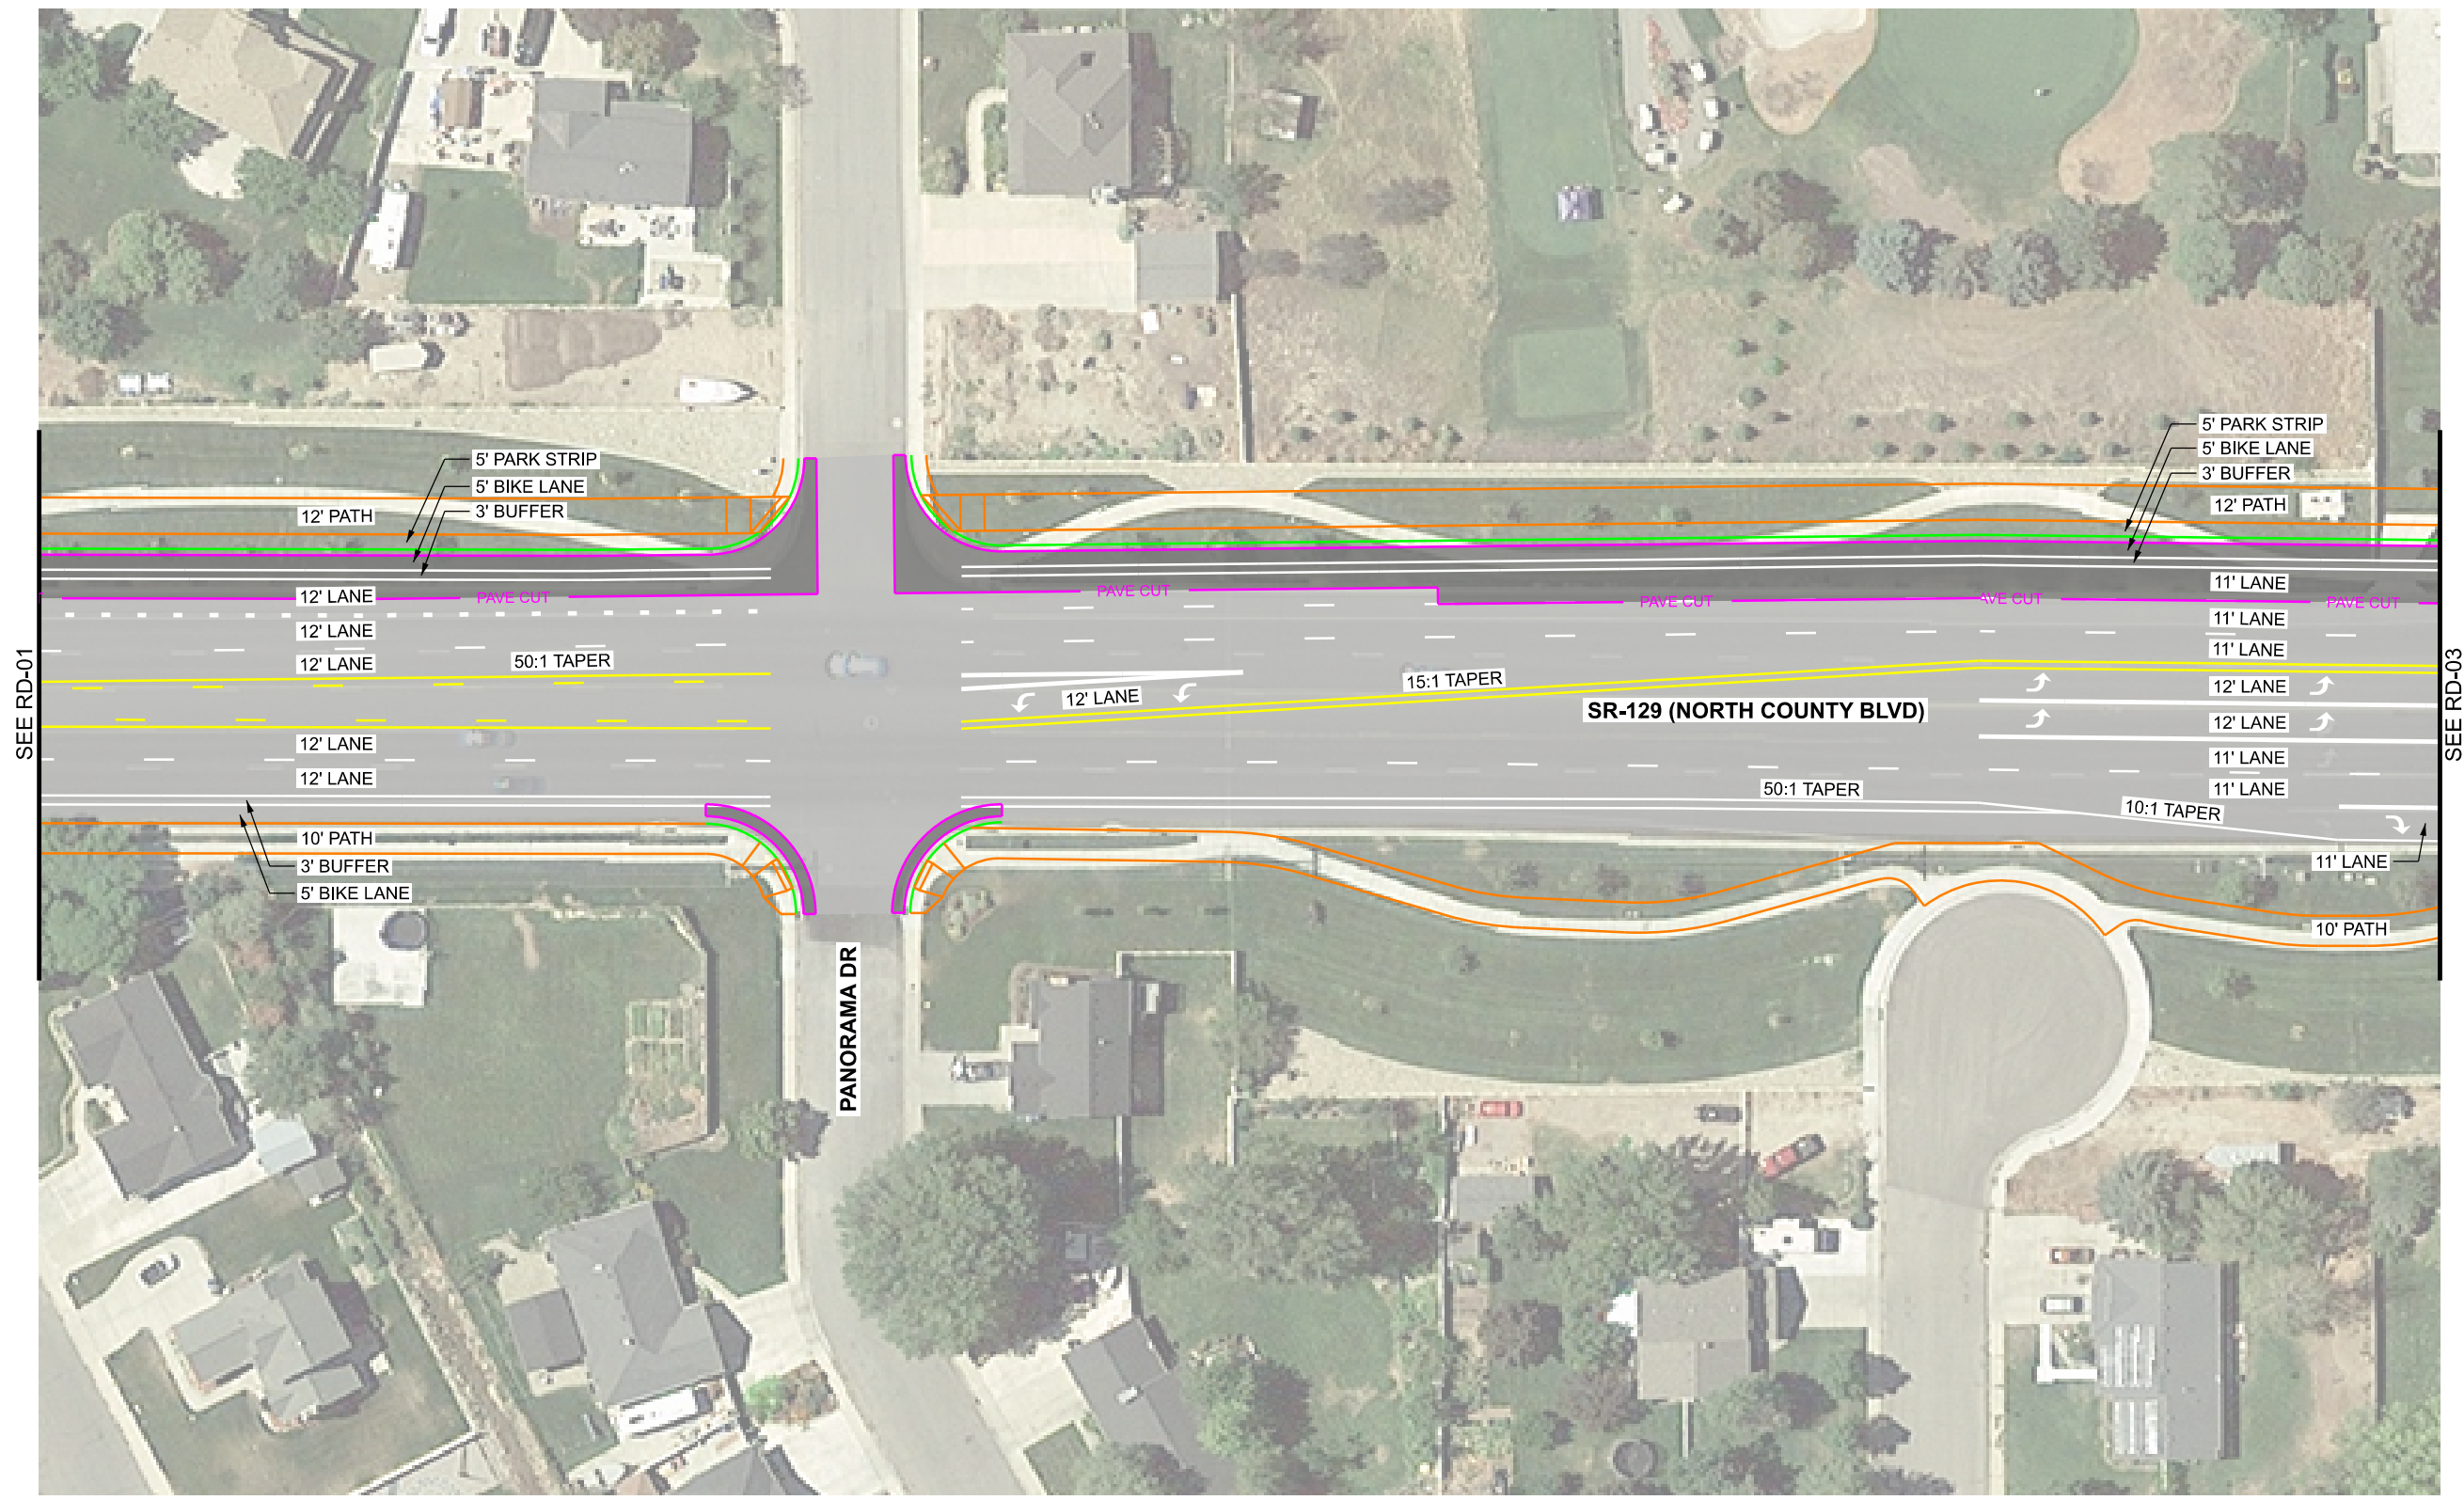 5' PARK STRIP
5' BIKE LANE
3' BUFFER
12' PATH
5' PARK STRIP
5' BIKE LANE
3' BUFFER
12' PATH
12' LANE
PAVE CUT
PAVE CUT
PAVE CUT
AVE CUT
PAVE CUT
11' LANE
12' LANE
11' LANE
12' LANE
50:1 TAPER
11' LANE
SEE RD-01
12' LANE
15:1 TAPER
12' LANE
SR-129 (NORTH COUNTY BLVD)
12' LANE
SEE RD-03
12' LANE
11' LANE
12' LANE
50:1 TAPER
11' LANE
10:1 TAPER
10' PATH
3' BUFFER
5' BIKE LANE
11' LANE
10' PATH
PANORAMA DR